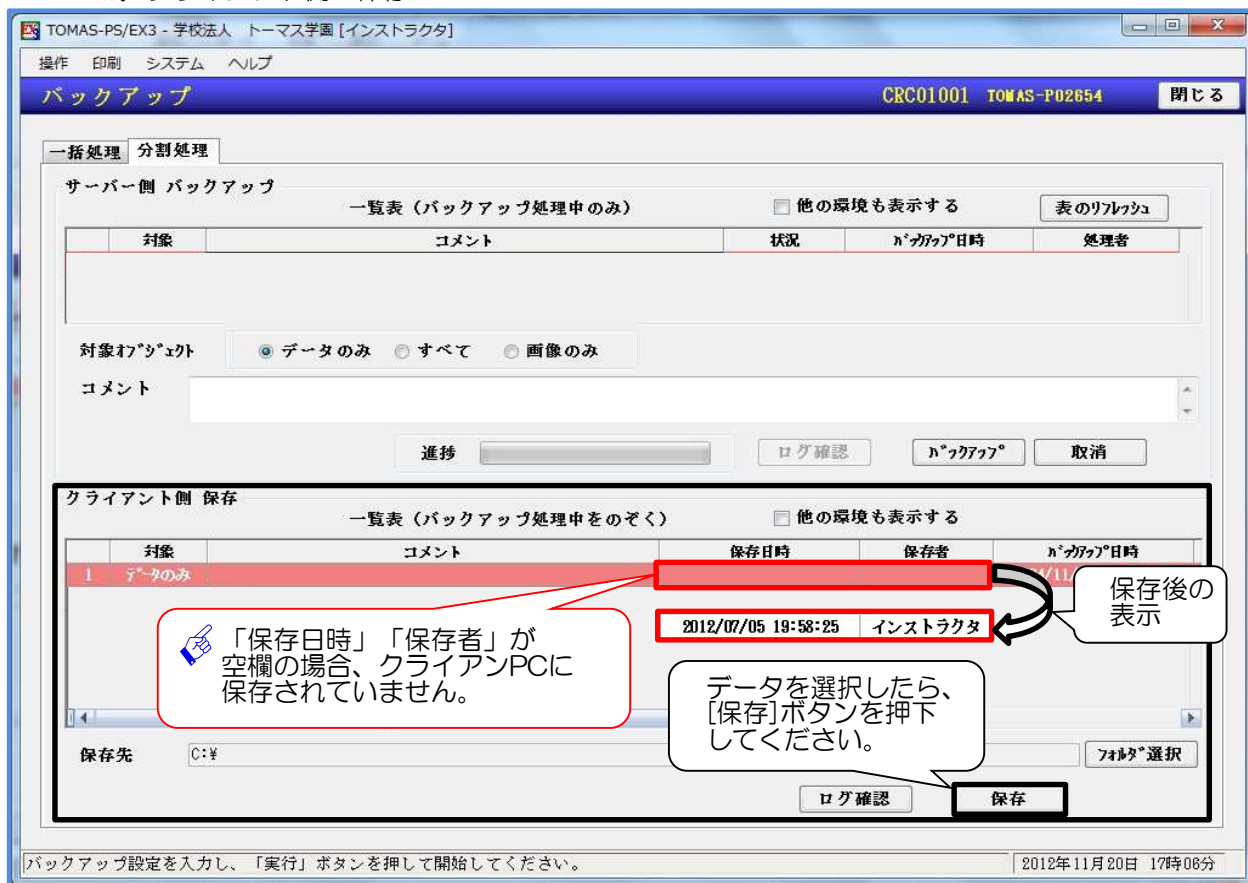 TOMAS-PS/EX3 - 学校法人　トーマス学園 [インストラクタ]
操作　印刷　システム　ヘルプ
バックアップ　CRC01001　TOMAS-P02654　閉じる
一括処理　分割処理
サーバー側 バックアップ
一覧表（バックアップ処理中のみ）　他の環境も表示する　表のﾘﾌﾚｯｼｭ
対象　コメント　状況　ﾊﾞｯｸｱｯﾌﾟ日時　処理者
対象ｵﾌﾞｼﾞｪｸﾄ　データのみ　すべて　画像のみ
コメント
進捗　ログ確認　ﾊﾞｯｸｱｯﾌﾟ　取消
クライアント側 保存
一覧表（バックアップ処理中をのぞく）　他の環境も表示する
対象　コメント　保存日時　保存者　ﾊﾞｯｸｱｯﾌﾟ日時
1　ﾃﾞｰﾀのみ
保存後の
表示
2012/07/05 19:58:25　インストラクタ
「保存日時」「保存者」が
空欄の場合、クライアンPCに
保存されていません。
データを選択したら、
[保存]ボタンを押下
してください。
保存先　C:¥　ﾌｫﾙﾀﾞ選択
ログ確認　保存
バックアップ設定を入力し、「実行」ボタンを押して開始してください。　2012年11月20日　17時06分